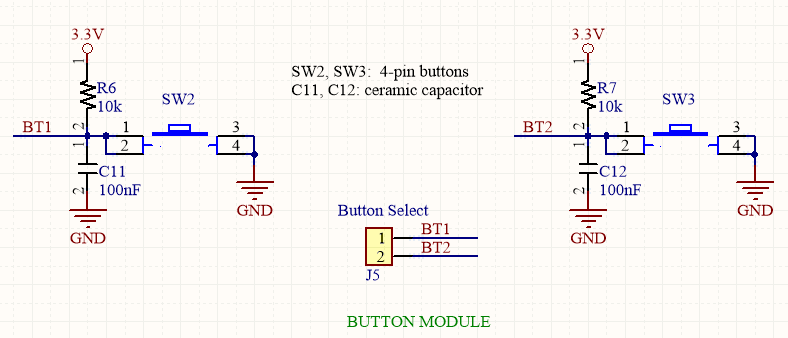 3.3V
3.3V
1
1
SW2, SW3: 4-pin buttons
C11, C12: ceramic capacitor
R6
10k
R7
10k
SW2
SW3
2
2
BT1
1
3
BT2
1
3
1
2
4
1
2
4
C11
100nF
C12
100nF
2
2
GND
GND
Button Select
GND
GND
1
BT1
2
BT2
J5
BUTTON MODULE